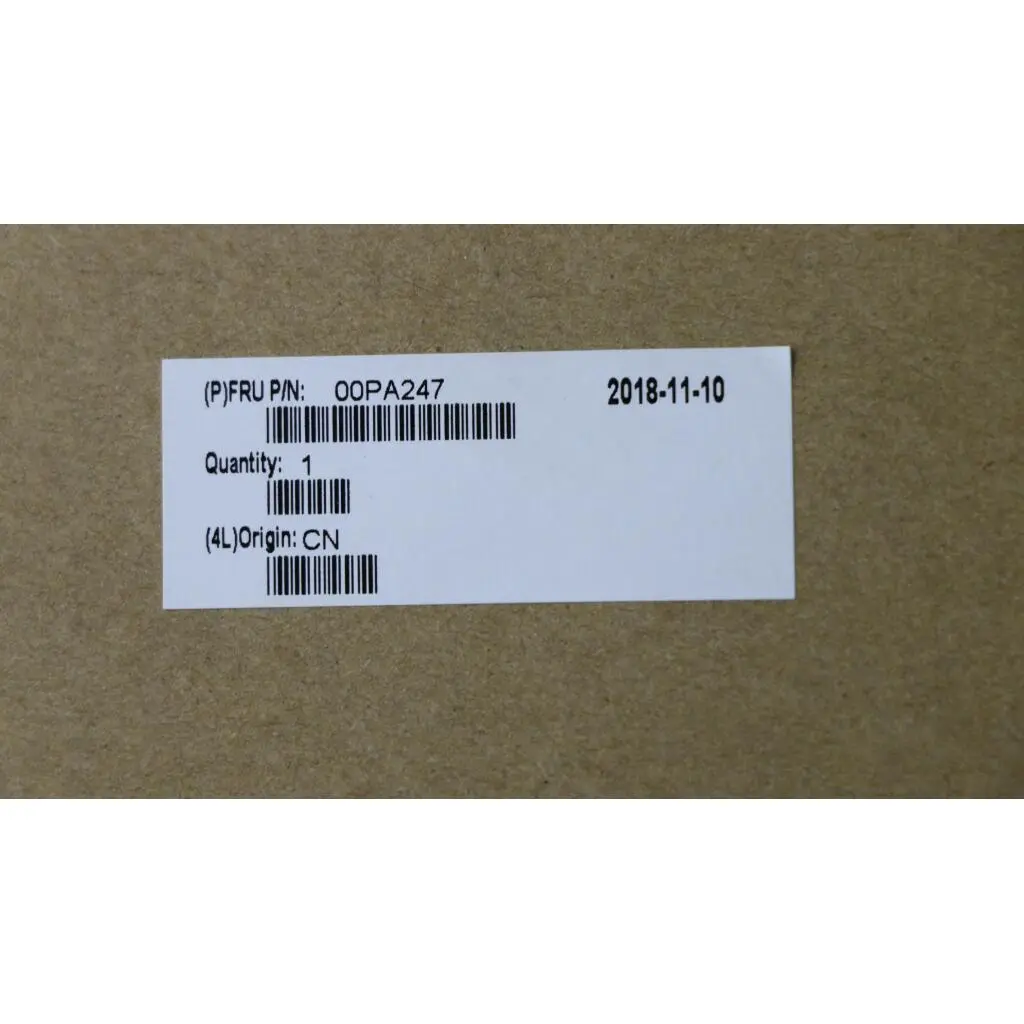 (P)FRU P/N: 00PA247 2018-11-10
Quantity: 1
(4L)Origin: CN